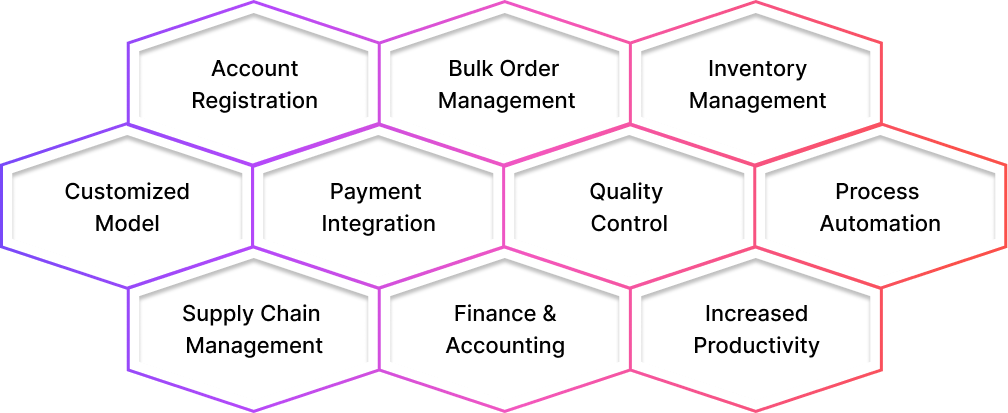 Account
Registration
Bulk Order
Management
Inventory
Management
Customized
Model
Payment
Integration
Quality
Control
Process
Automation
Supply Chain
Management
Finance &
Accounting
Increased
Productivity